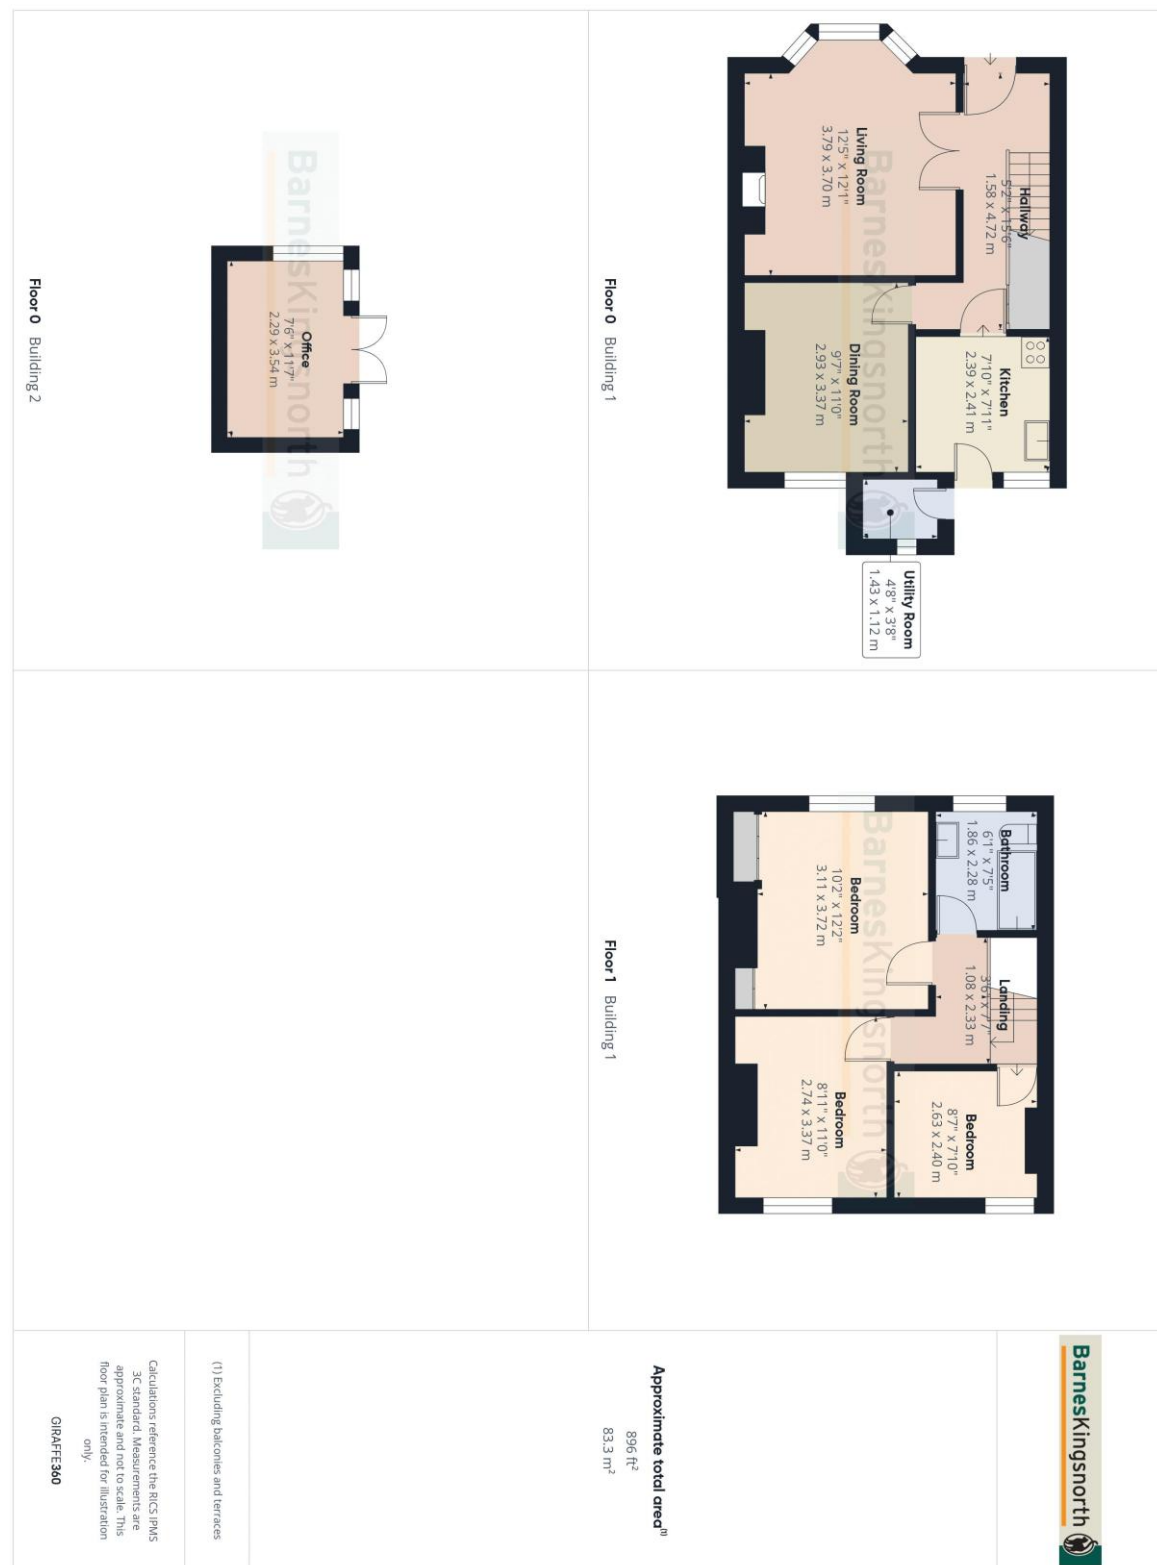 Floor 0 Building 1
Living Room
12'5" x 12'1"
3.79 x 3.70 m
Hallway
5'2" x 15'6"
1.58 x 4.72 m
Dining Room
9'7" x 11'0"
2.93 x 3.37 m
Kitchen
7'10" x 7'11"
2.39 x 2.41 m
Utility Room
4'8" x 3'8"
1.43 x 1.12 m
BarnesKingsnorth
Floor 1 Building 1
Bathroom
6'1" x 7'5"
1.86 x 2.28 m
Bedroom
10'2" x 12'2"
3.11 x 3.72 m
Landing
3'6" x 7'7"
1.08 x 2.33 m
Bedroom
8'11" x 11'0"
2.74 x 3.37 m
Bedroom
8'7" x 7'10"
2.63 x 2.40 m
BarnesKingsnorth
Floor 0 Building 2
Office
7'6" x 11'7"
2.29 x 3.54 m
BarnesKingsnorth
BarnesKingsnorth
Approximate total area(1)
896 ft²
83.3 m²
(1) Excluding balconies and terraces
Calculations reference the RICS IPMS
3C standard. Measurements are
approximate and not to scale. This
floor plan is intended for illustration
only.
GIRAFFE360